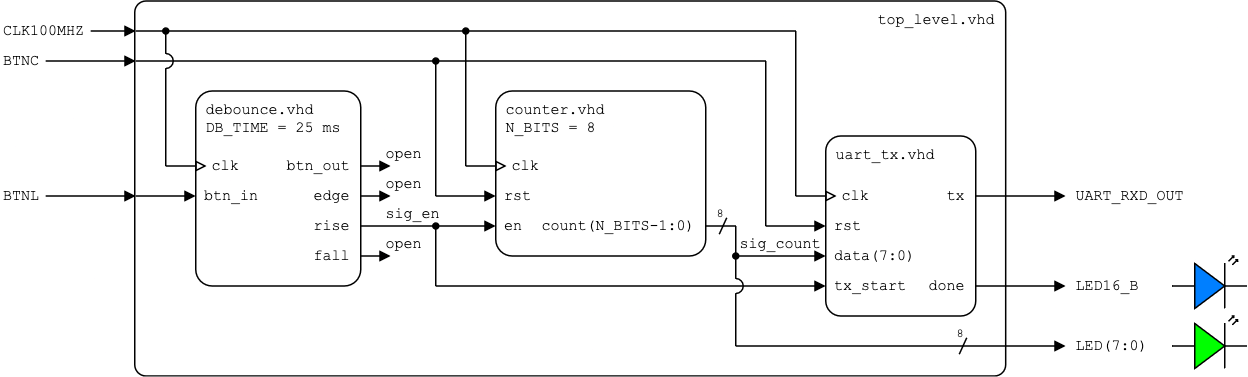 top_level.vhd
CLK100MHZ
BTNC
debounce.vhd
DB_TIME = 25 ms
clk
btn_out
open
btn_in
edge
open
rise
sig_en
fall
open
counter.vhd
N_BITS = 8
clk
rst
en
count(N_BITS-1:0)
8
sig_count
uart_tx.vhd
clk
tx
rst
data(7:0)
tx_start
done
BTNL
UART_RXD_OUT
LED16_B
8
LED(7:0)